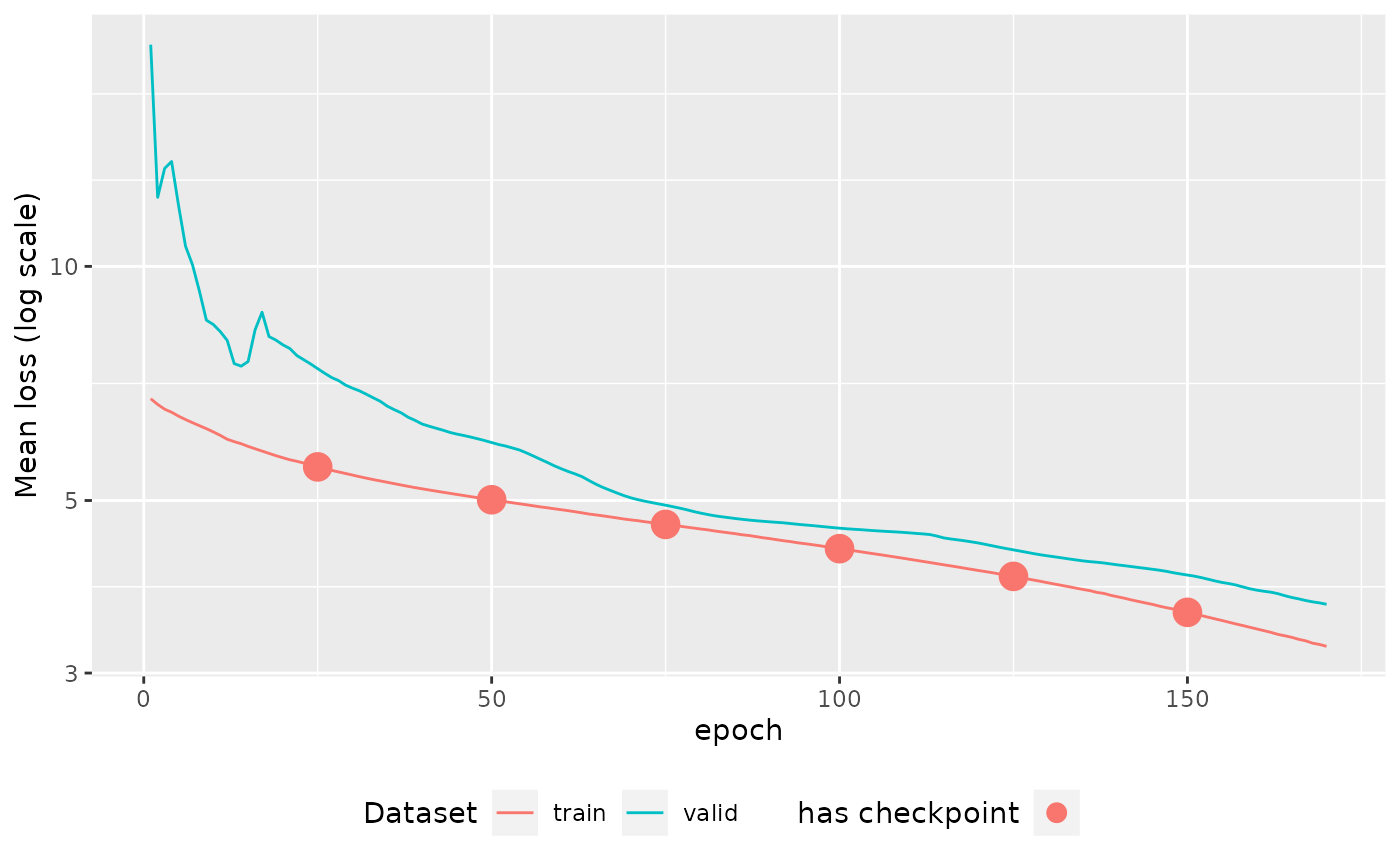 Mean loss (log scale)
10
5
3
0 50 100 150
epoch
Dataset train valid has checkpoint